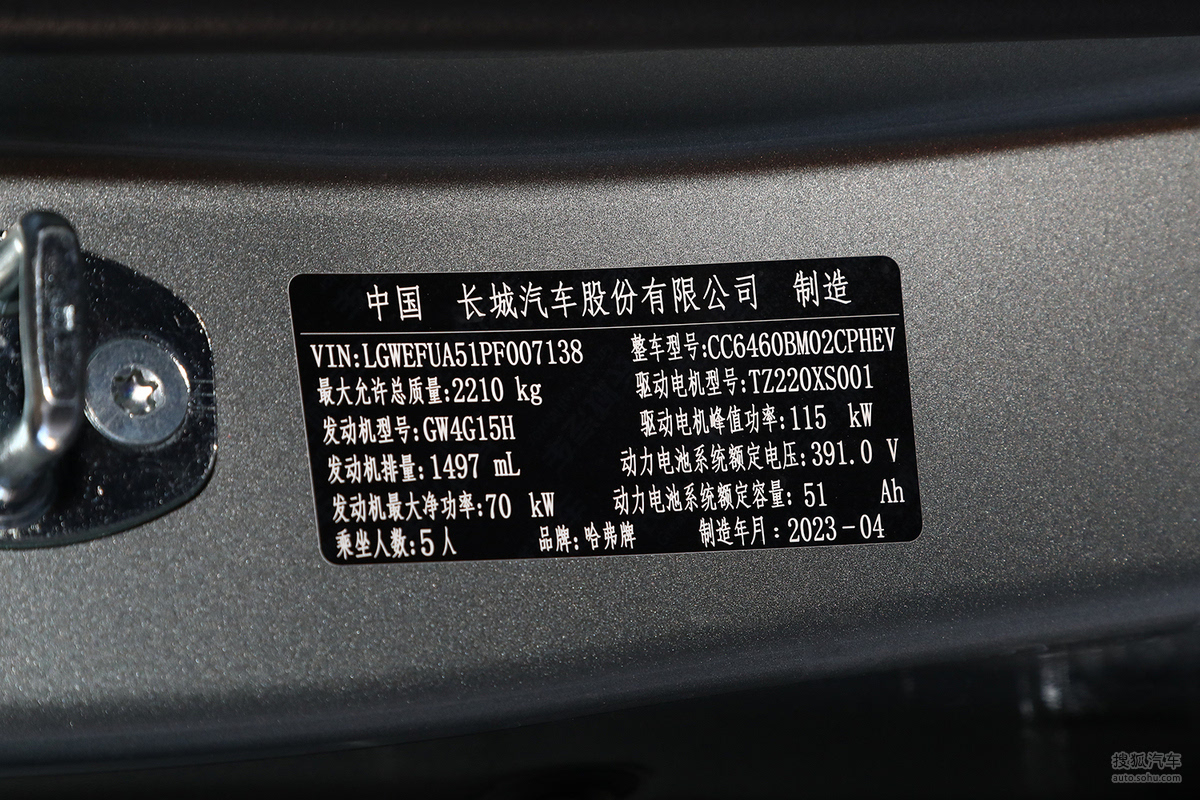 中国 长城汽车股份有限公司 制造
VIN:LGWEFUA51PF007138 整车型号:CC6460BM02CPHEV
最大允许总质量:2210 kg 驱动电机型号:TZ220XS001
发动机型号:GW4G15H 驱动电机峰值功率:115 kW
发动机排量:1497 mL 动力电池系统额定电压:391.0 V
发动机最大净功率:70 kW 动力电池系统额定容量: 51 Ah
乘坐人数:5人 品牌:哈弗牌 制造年月:2023-04
搜狐汽车
auto.sohu.com